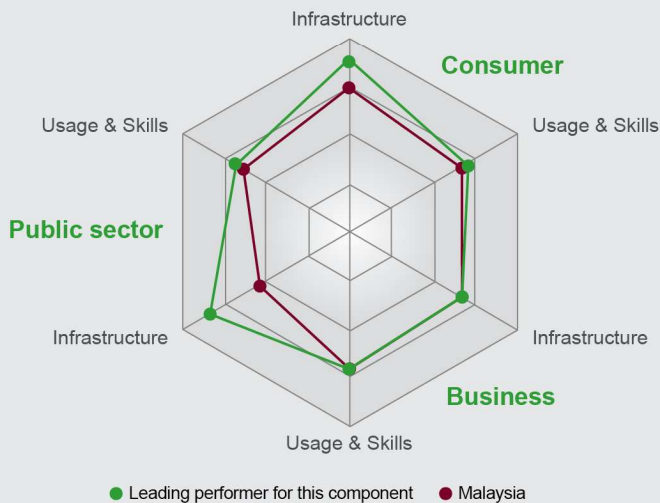 Infrastructure
Consumer
Usage & Skills
Usage & Skills
Public sector
Infrastructure
Infrastructure
Business
Usage & Skills
Leading performer for this component
Malaysia